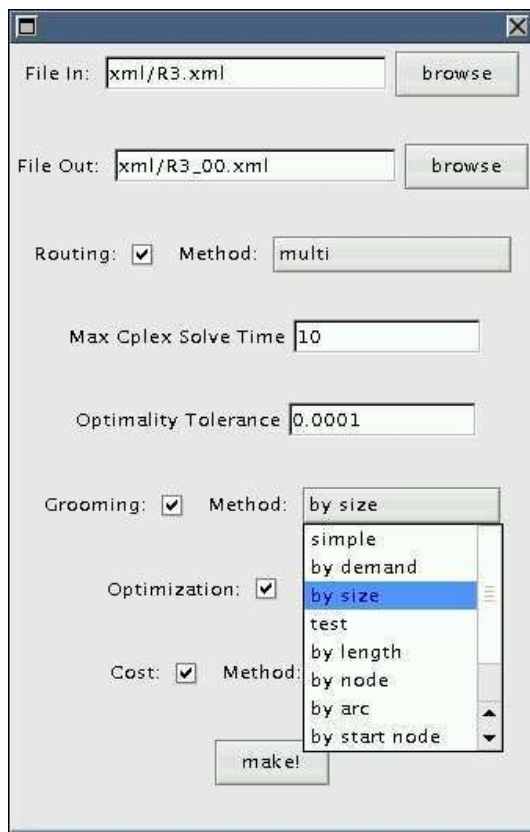 File In: xml/R3.xml browse
File Out: xml/R3_00.xml browse
Routing: Method: multi
Max Cplex Solve Time 10
Optimality Tolerance 0.0001
Grooming: Method: by size
simple
by demand
Optimization: by size
test
by length
Cost: Method: by node
by arc
by start node
make!